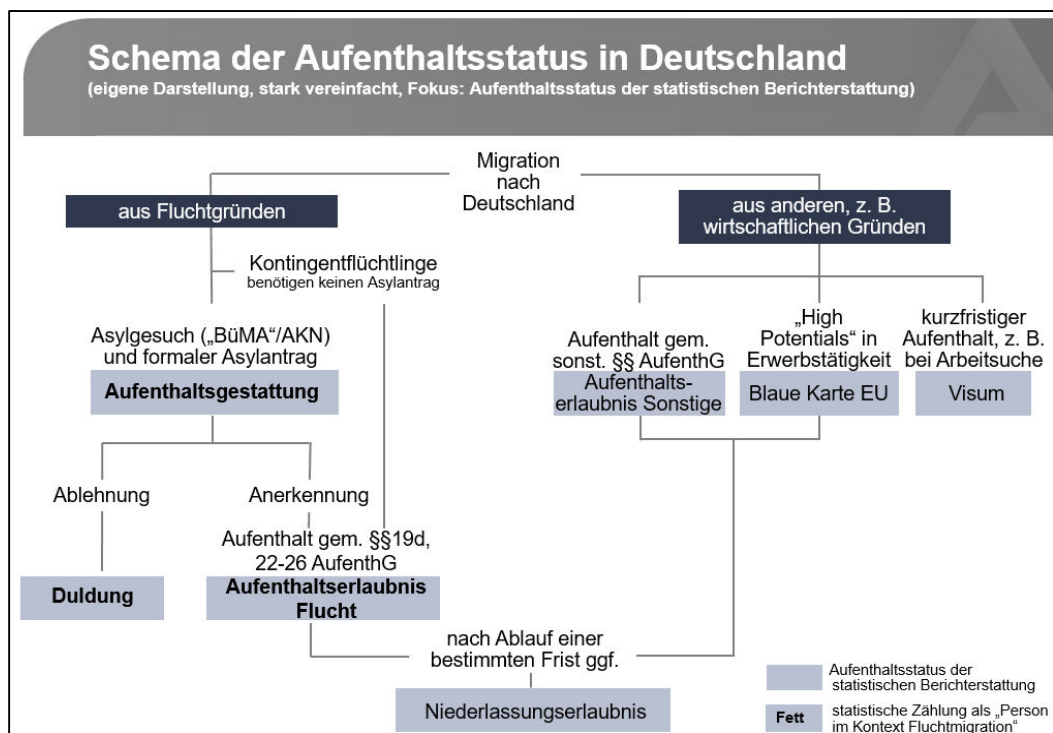 Schema der Aufenthaltsstatus in Deutschland
(eigene Darstellung, stark vereinfacht, Fokus: Aufenthaltsstatus der statistischen Berichterstattung)
Migration
nach
Deutschland
aus Fluchtgründen
aus anderen, z. B.
wirtschaftlichen Gründen
Kontingentflüchtlinge
benötigen keinen Asylantrag
Asylgesuch („BüMA“/AKN)
und formaler Asylantrag
Aufenthaltsgestattung
Aufenthalt gem.
sonst. §§ AufenthG
Aufenthalts-
erlaubnis Sonstige
„High
Potentials“ in
Erwerbstätigkeit
Blaue Karte EU
kurzfristiger
Aufenthalt, z. B.
bei Arbeitsuche
Visum
Ablehnung
Anerkennung
Aufenthalt gem. §§19d,
22-26 AufenthG
Duldung
Aufenthaltserlaubnis
Flucht
nach Ablauf einer
bestimmten Frist ggf.
Niederlassungserlaubnis
Aufenthaltsstatus der
statistischen Berichterstattung
Fett
statistische Zählung als „Person
im Kontext Fluchtmigration“